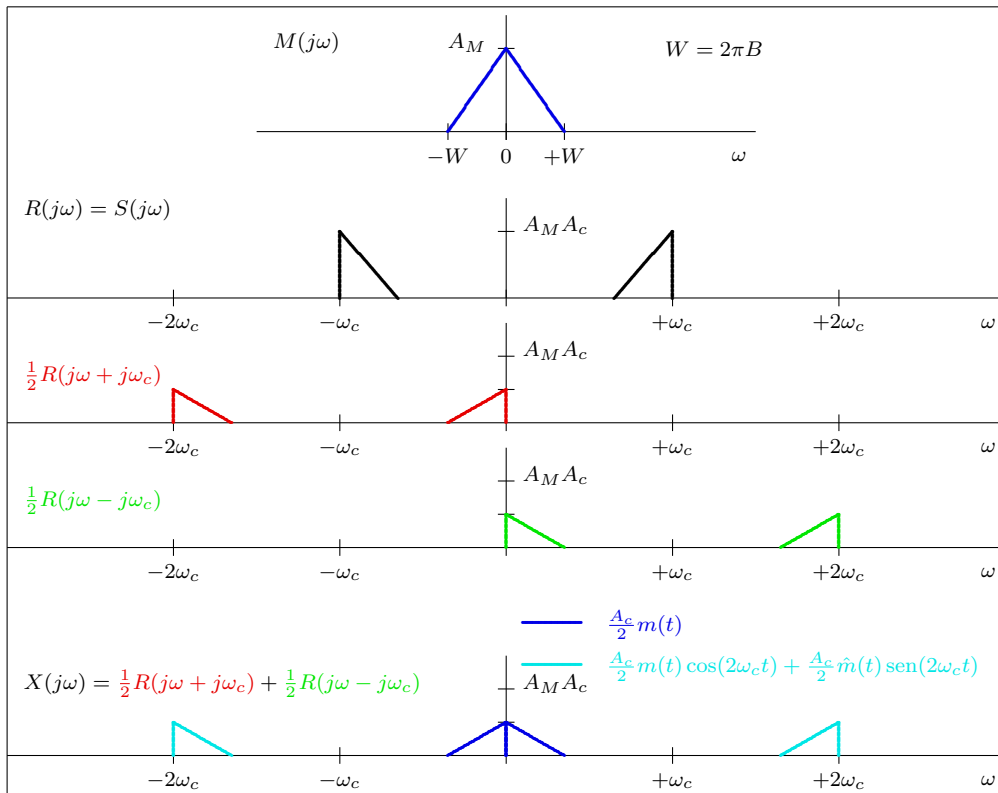 M(jω) A_M W = 2πB
−W 0 +W ω
R(jω) = S(jω) A_M A_c
−2ω_c −ω_c +ω_c +2ω_c ω
A_M A_c
½R(jω + jω_c)
−2ω_c −ω_c +ω_c +2ω_c ω
A_M A_c
½R(jω − jω_c)
−2ω_c −ω_c +ω_c +2ω_c ω
A_c/2 m(t)
A_c/2 m(t) cos(2ω_c t) + A_c/2 m̂(t) sen(2ω_c t)
X(jω) = ½R(jω + jω_c) + ½R(jω − jω_c) A_M A_c
−2ω_c −ω_c +ω_c +2ω_c ω